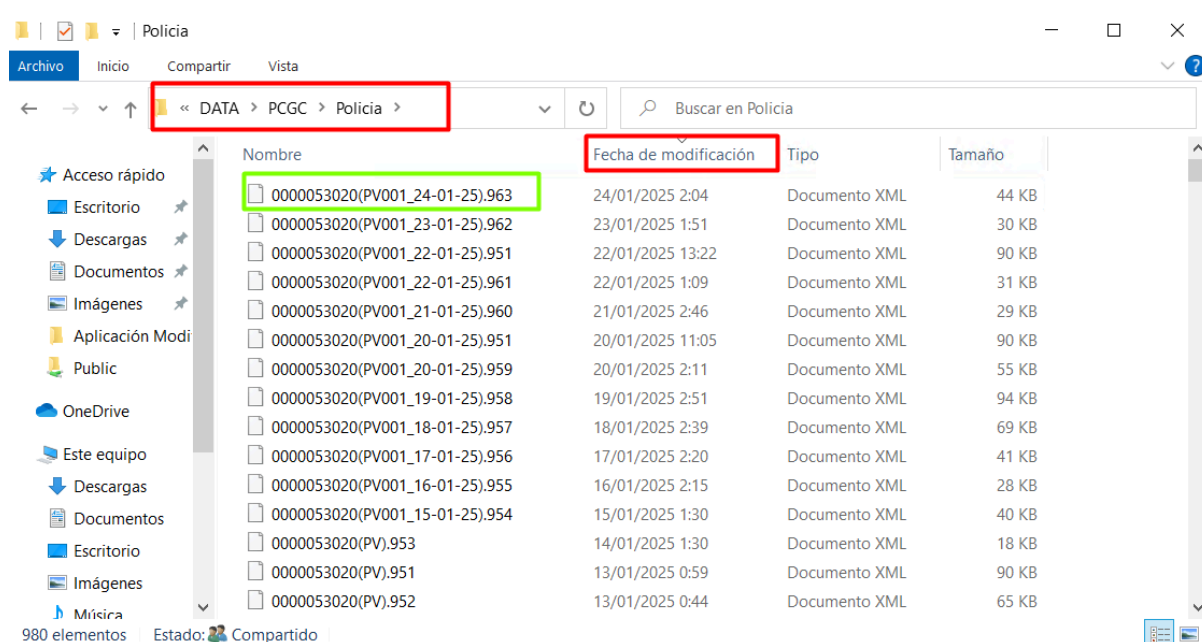 Policia
Archivo Inicio Compartir Vista ?
« DATA > PCGC > Policia > Buscar en Policia
Nombre Fecha de modificación Tipo Tamaño
Acceso rápido
Escritorio
Descargas
Documentos
Imágenes
Aplicación Modi
Public
OneDrive
Este equipo
Descargas
Documentos
Escritorio
Imágenes
Música
0000053020(PV001_24-01-25).963 24/01/2025 2:04 Documento XML 44 KB
0000053020(PV001_23-01-25).962 23/01/2025 1:51 Documento XML 30 KB
0000053020(PV001_22-01-25).951 22/01/2025 13:22 Documento XML 90 KB
0000053020(PV001_22-01-25).961 22/01/2025 1:09 Documento XML 31 KB
0000053020(PV001_21-01-25).960 21/01/2025 2:46 Documento XML 29 KB
0000053020(PV001_20-01-25).951 20/01/2025 11:05 Documento XML 90 KB
0000053020(PV001_20-01-25).959 20/01/2025 2:11 Documento XML 55 KB
0000053020(PV001_19-01-25).958 19/01/2025 2:51 Documento XML 94 KB
0000053020(PV001_18-01-25).957 18/01/2025 2:39 Documento XML 69 KB
0000053020(PV001_17-01-25).956 17/01/2025 2:20 Documento XML 41 KB
0000053020(PV001_16-01-25).955 16/01/2025 2:15 Documento XML 28 KB
0000053020(PV001_15-01-25).954 15/01/2025 1:30 Documento XML 40 KB
0000053020(PV).953 14/01/2025 1:30 Documento XML 18 KB
0000053020(PV).951 13/01/2025 0:59 Documento XML 90 KB
0000053020(PV).952 13/01/2025 0:44 Documento XML 65 KB
980 elementos Estado: Compartido